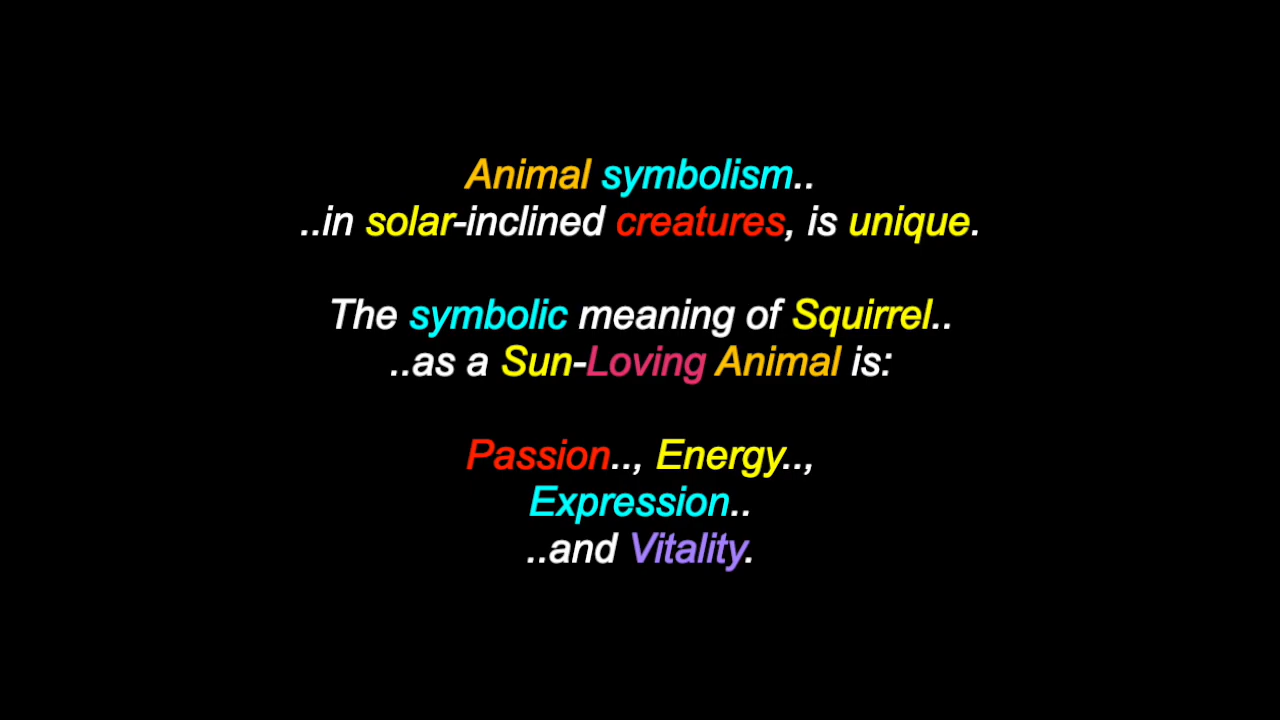 Animal symbolism..
..in solar-inclined creatures, is unique.
The symbolic meaning of Squirrel..
..as a Sun-Loving Animal is:
Passion.., Energy..,
Expression..
..and Vitality.